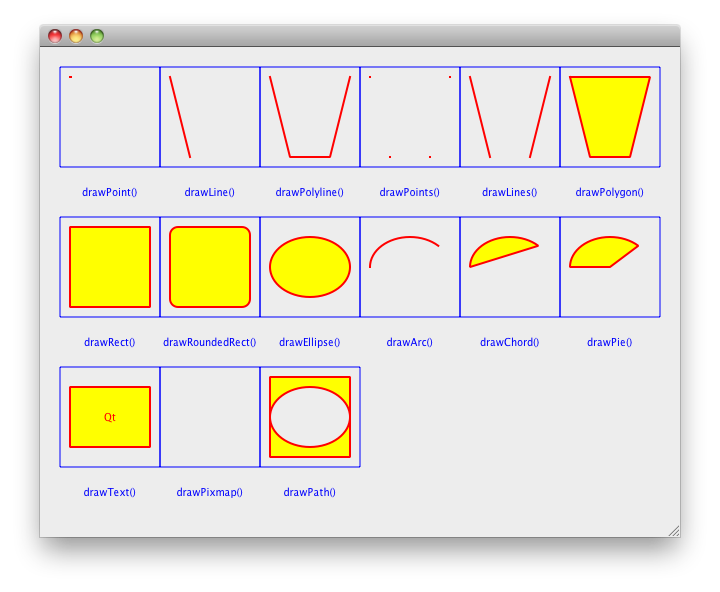 drawPoint() drawLine() drawPolyline() drawPoints() drawLines() drawPolygon()
drawRect() drawRoundedRect() drawEllipse() drawArc() drawChord() drawPie()
Qt
drawText() drawPixmap() drawPath()